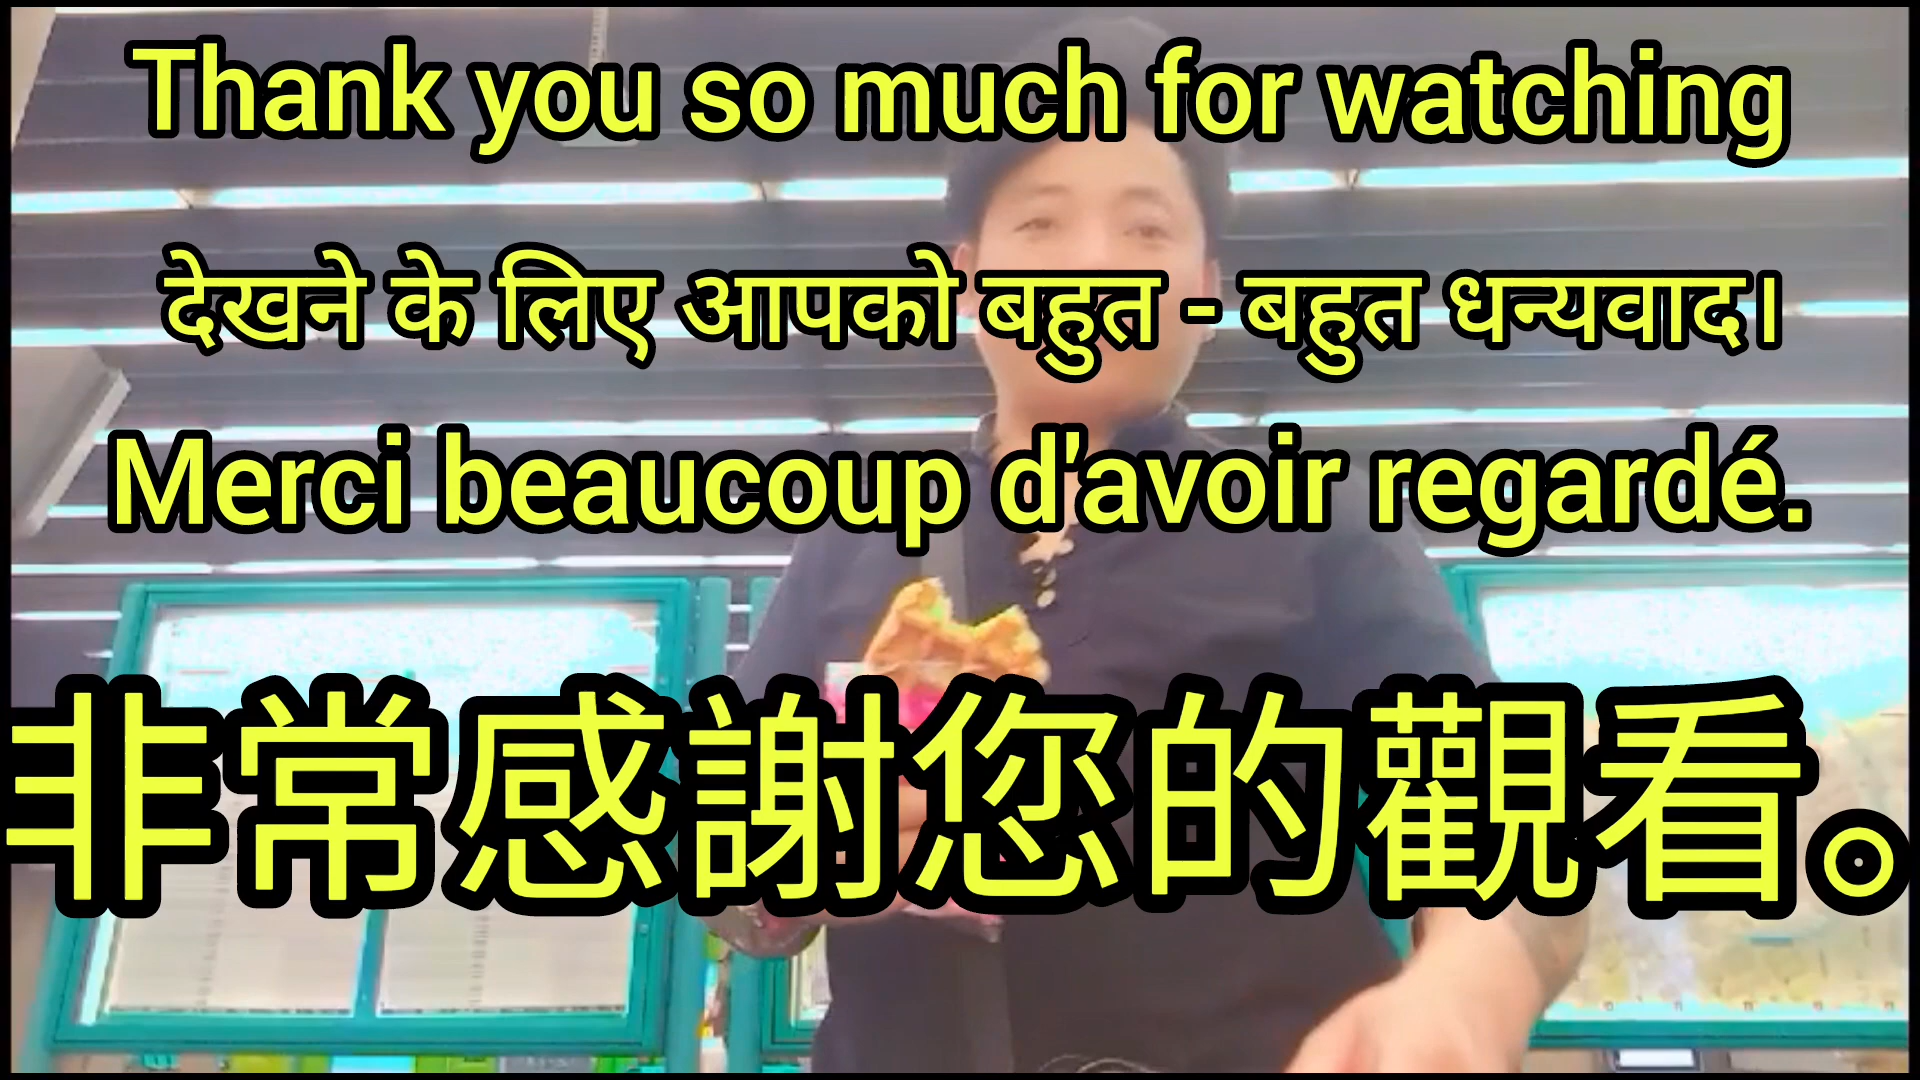 Thank you so much for watching
देखने के लिए आपको बहुत - बहुत धन्यवाद।
Merci beaucoup d'avoir regardé.
非常感謝您的觀看。